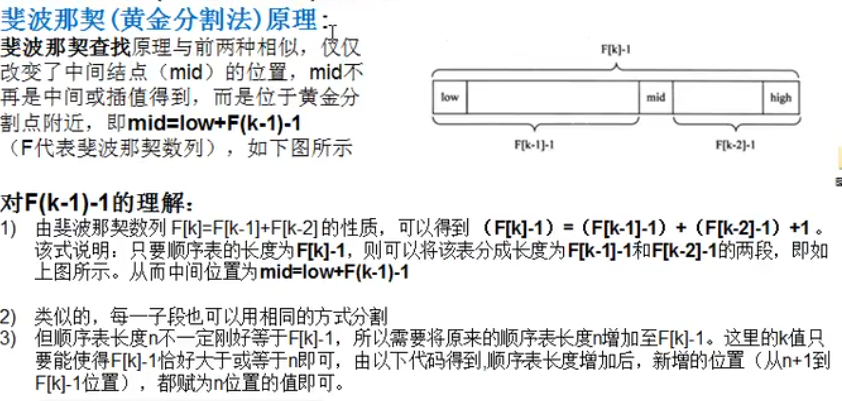 斐波那契(黄金分割法)原理:
斐波那契查找原理与前两种相似，仅仅
改变了中间结点（mid）的位置，mid不
再是中间或插值得到，而是位于黄金分
割点附近，即mid=low+F(k-1)-1
（F代表斐波那契数列），如下图所示
F[k]-1
low
mid
high
F[k-1]-1
F[k-2]-1
对F(k-1)-1的理解：
1) 由斐波那契数列 F[k]=F[k-1]+F[k-2] 的性质，可以得到（F[k]-1）=（F[k-1]-1）+（F[k-2]-1）+1 。
该式说明：只要顺序表的长度为F[k]-1，则可以将该表分成长度为F[k-1]-1和F[k-2]-1的两段，即如
上图所示。从而中间位置为mid=low+F(k-1)-1
2) 类似的，每一子段也可以用相同的方式分割
3) 但顺序表长度n不一定刚好等于F[k]-1，所以需要将原来的顺序表长度n增加至F[k]-1。这里的k值只
要能使得F[k]-1恰好大于或等于n即可，由以下代码得到,顺序表长度增加后，新增的位置（从n+1到
F[k]-1位置），都赋为n位置的值即可。